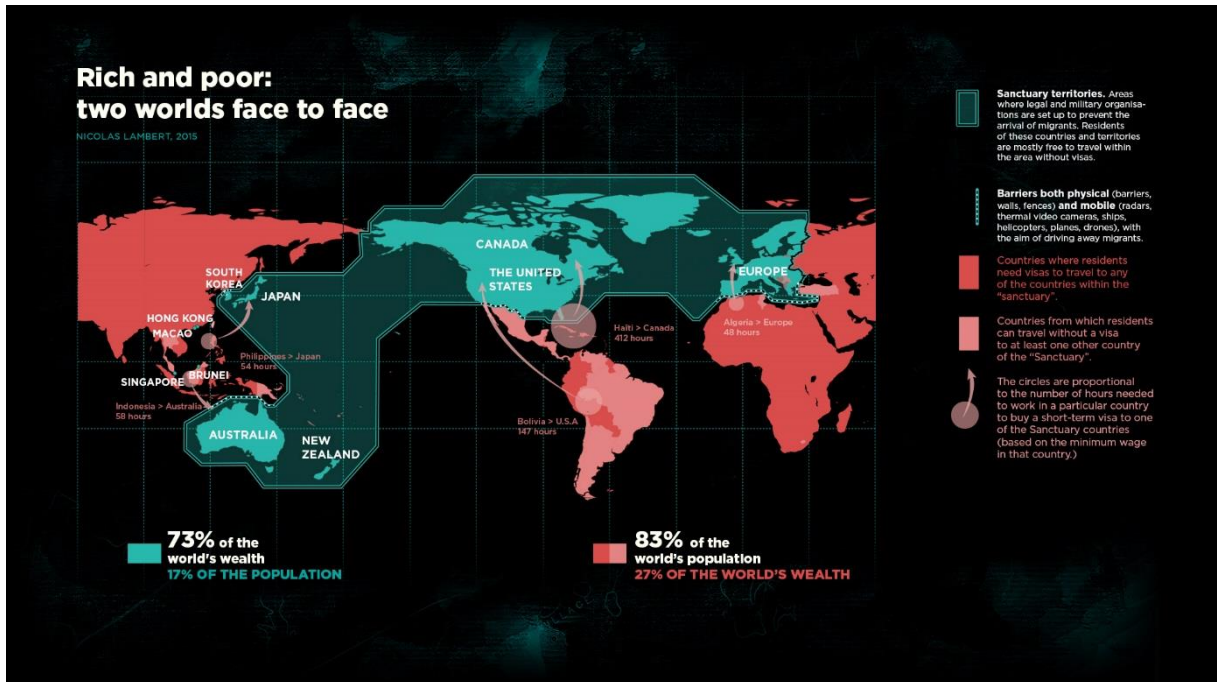 Rich and poor:
two worlds face to face
NICOLAS LAMBERT, 2015
CANADA
THE UNITED
STATES
EUROPE
SOUTH
KOREA
JAPAN
HONG KONG
MACAO
Philippines > Japan
54 hours
SINGAPORE
BRUNEI
Indonesia > Australia
58 hours
AUSTRALIA
NEW
ZEALAND
Haiti > Canada
412 hours
Algaria > Europe
48 hours
Bolivia > U.S.A
147 hours
73% of the
world's wealth
17% OF THE POPULATION
83% of the
world's population
27% OF THE WORLD'S WEALTH
Sanctuary territories. Areas
where legal and military organisa-
tions are set up to prevent the
arrival of migrants. Residents
of these countries and territories
are mostly free to travel within
the area without visas.
Barriers both physical (barriers,
walls, fences) and mobile (radars,
thermal video cameras, ships,
helicopters, planes, drones), with
the aim of driving away migrants.
Countries where residents
need visas to travel to any
of the countries within the
“sanctuary”.
Countries from which residents
can travel without a visa
to at least one other country
of the “Sanctuary”.
The circles are proportional
to the number of hours needed
to work in a particular country
to buy a short-term visa to one
of the Sanctuary countries
(based on the minimum wage
in that country.)